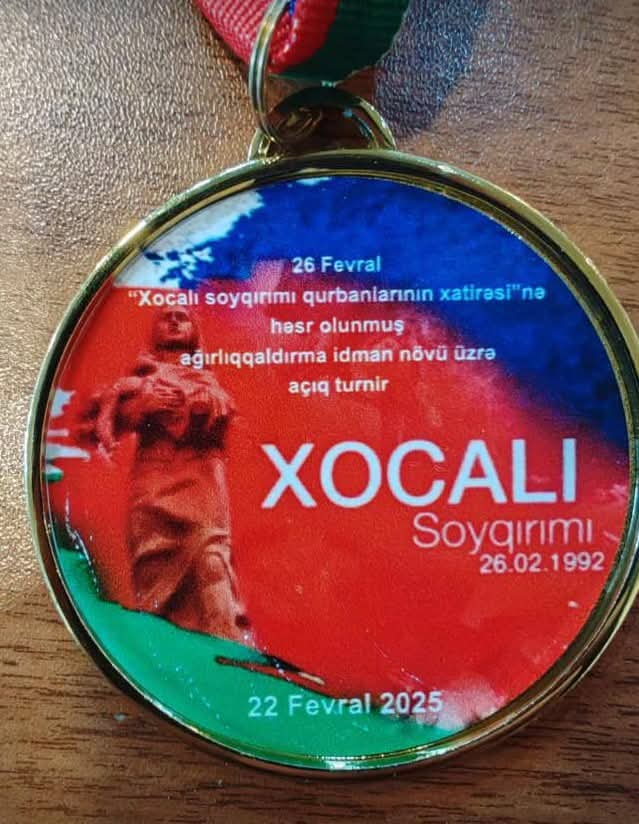 26 Fevral
"Xocalı soyqırımı qurbanlarının xatirəsi"nə
həsr olunmuş
ağırlıqqaldırma idman növü üzrə
açıq turnir
XOCALI
Soyqırımı
26.02.1992
22 Fevral 2025